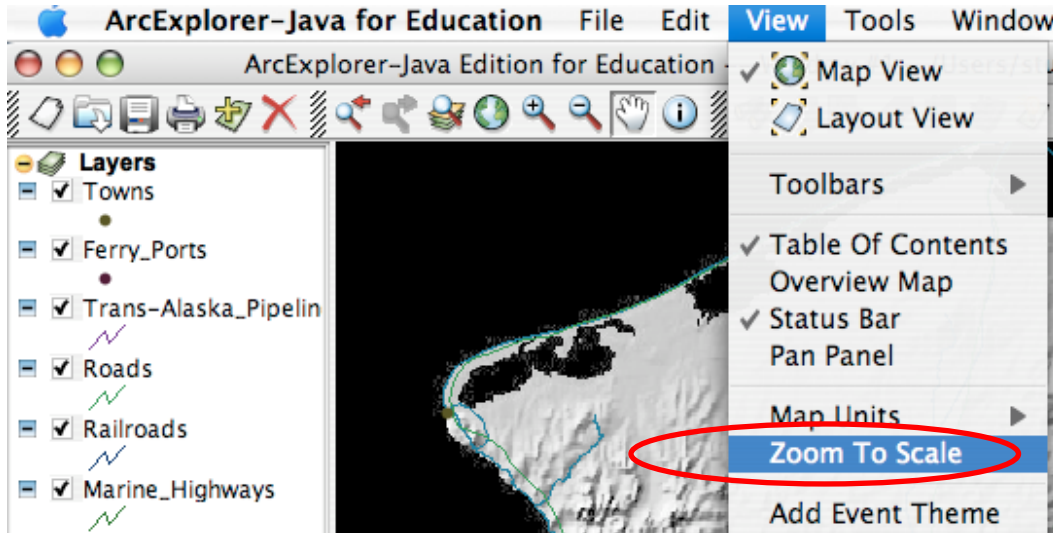 ArcExplorer-Java for Education File Edit View Tools Window
ArcExplorer-Java Edition for Education -
Map View
Layout View
Toolbars
Table Of Contents
Overview Map
Status Bar
Pan Panel
Map Units
Zoom To Scale
Add Event Theme
Layers
Towns
Ferry_Ports
Trans-Alaska_Pipelin
Roads
Railroads
Marine_Highways